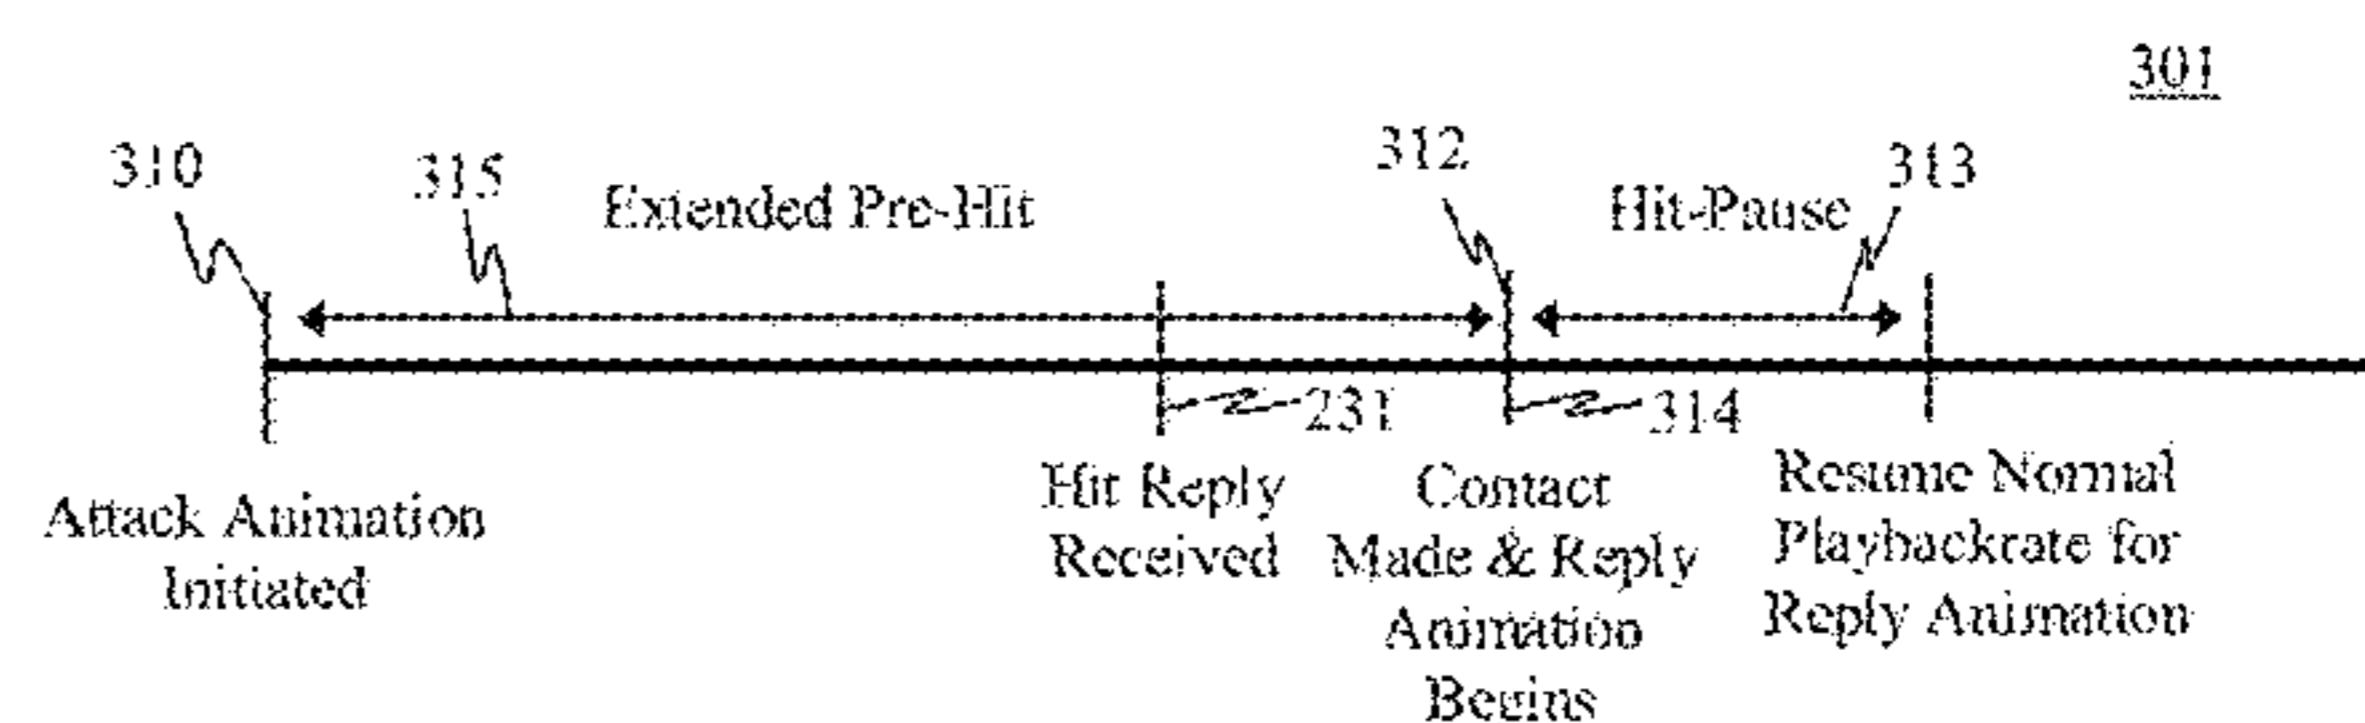 301
310
315
Extended Pre-Hit
312
Hit-Pause
313
231
314
Attack Animation
Initiated
Hit Reply
Received
Contact
Made & Reply
Animation
Begins
Resume Normal
Playbackrate for
Reply Animation